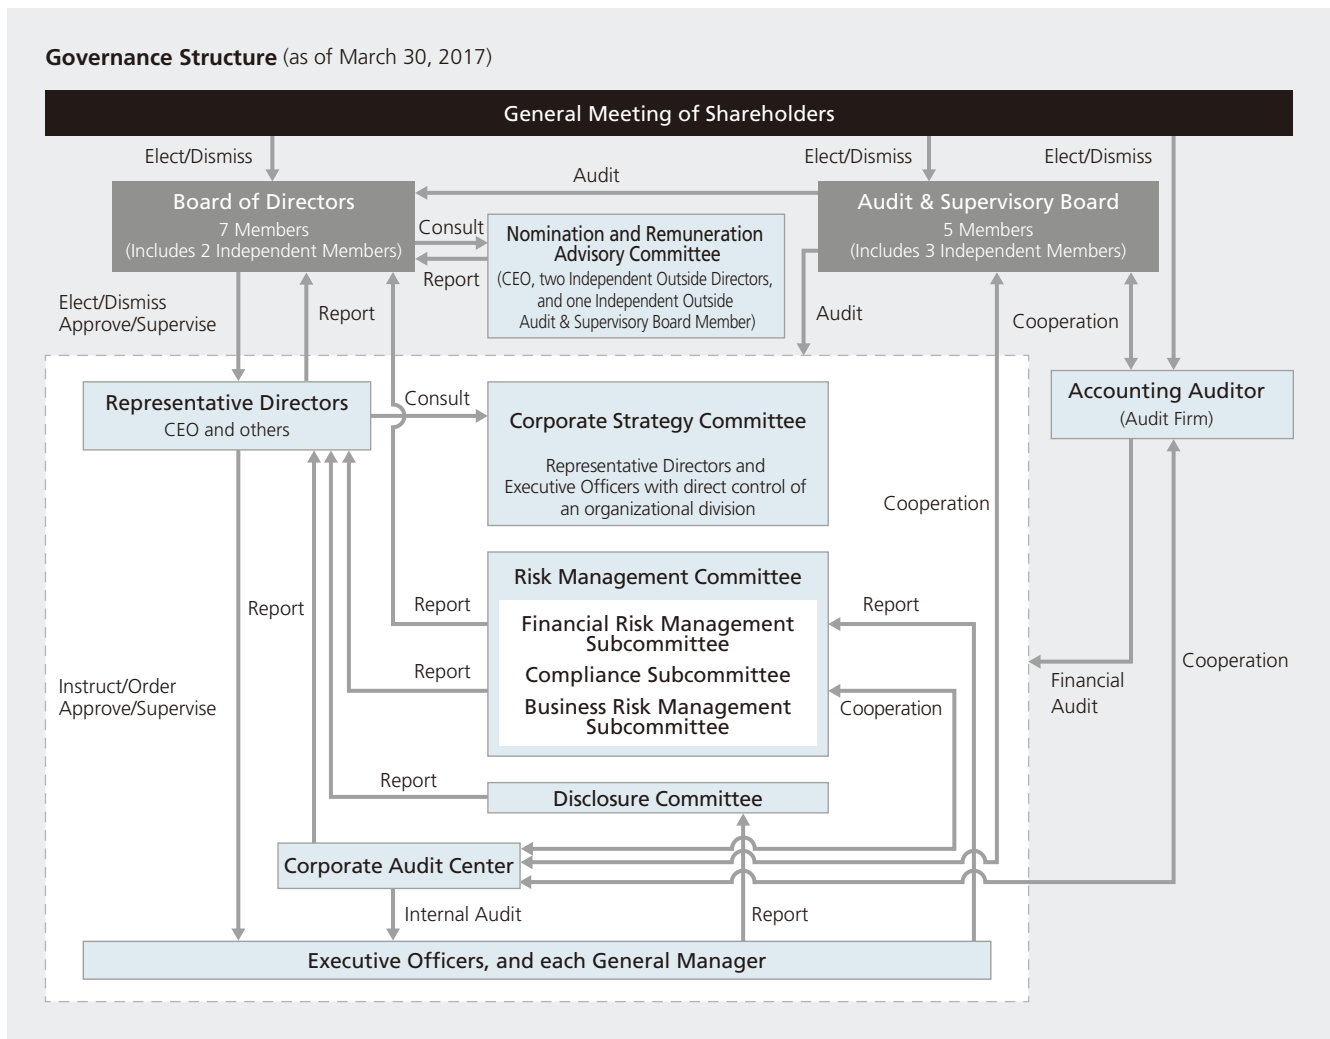 Governance Structure (as of March 30, 2017)
General Meeting of Shareholders
Elect/Dismiss
Elect/Dismiss
Elect/Dismiss
Audit
Board of Directors
7 Members
(Includes 2 Independent Members)
Consult
Report
Nomination and Remuneration
Advisory Committee
(CEO, two Independent Outside Directors,
and one Independent Outside
Audit & Supervisory Board Member)
Audit & Supervisory Board
5 Members
(Includes 3 Independent Members)
Elect/Dismiss
Approve/Supervise
Report
Audit
Cooperation
Representative Directors
CEO and others
Consult
Corporate Strategy Committee
Representative Directors and
Executive Officers with direct control of
an organizational division
Accounting Auditor
(Audit Firm)
Cooperation
Risk Management Committee
Financial Risk Management
Subcommittee
Compliance Subcommittee
Business Risk Management
Subcommittee
Report
Report
Report
Report
Cooperation
Instruct/Order
Approve/Supervise
Financial
Audit
Cooperation
Report
Disclosure Committee
Corporate Audit Center
Internal Audit
Report
Executive Officers, and each General Manager